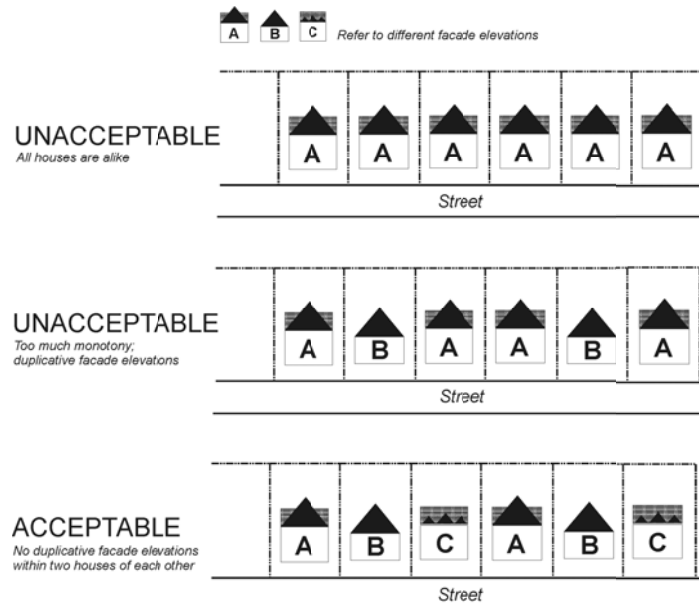 A B C Refer to different facade elevations
UNACCEPTABLE
All houses are alike
A A A A A A
Street
UNACCEPTABLE
Too much monotony;
duplicative facade elevations
A B A A B A
Street
ACCEPTABLE
No duplicative facade elevations
within two houses of each other
A B C A B C
Street